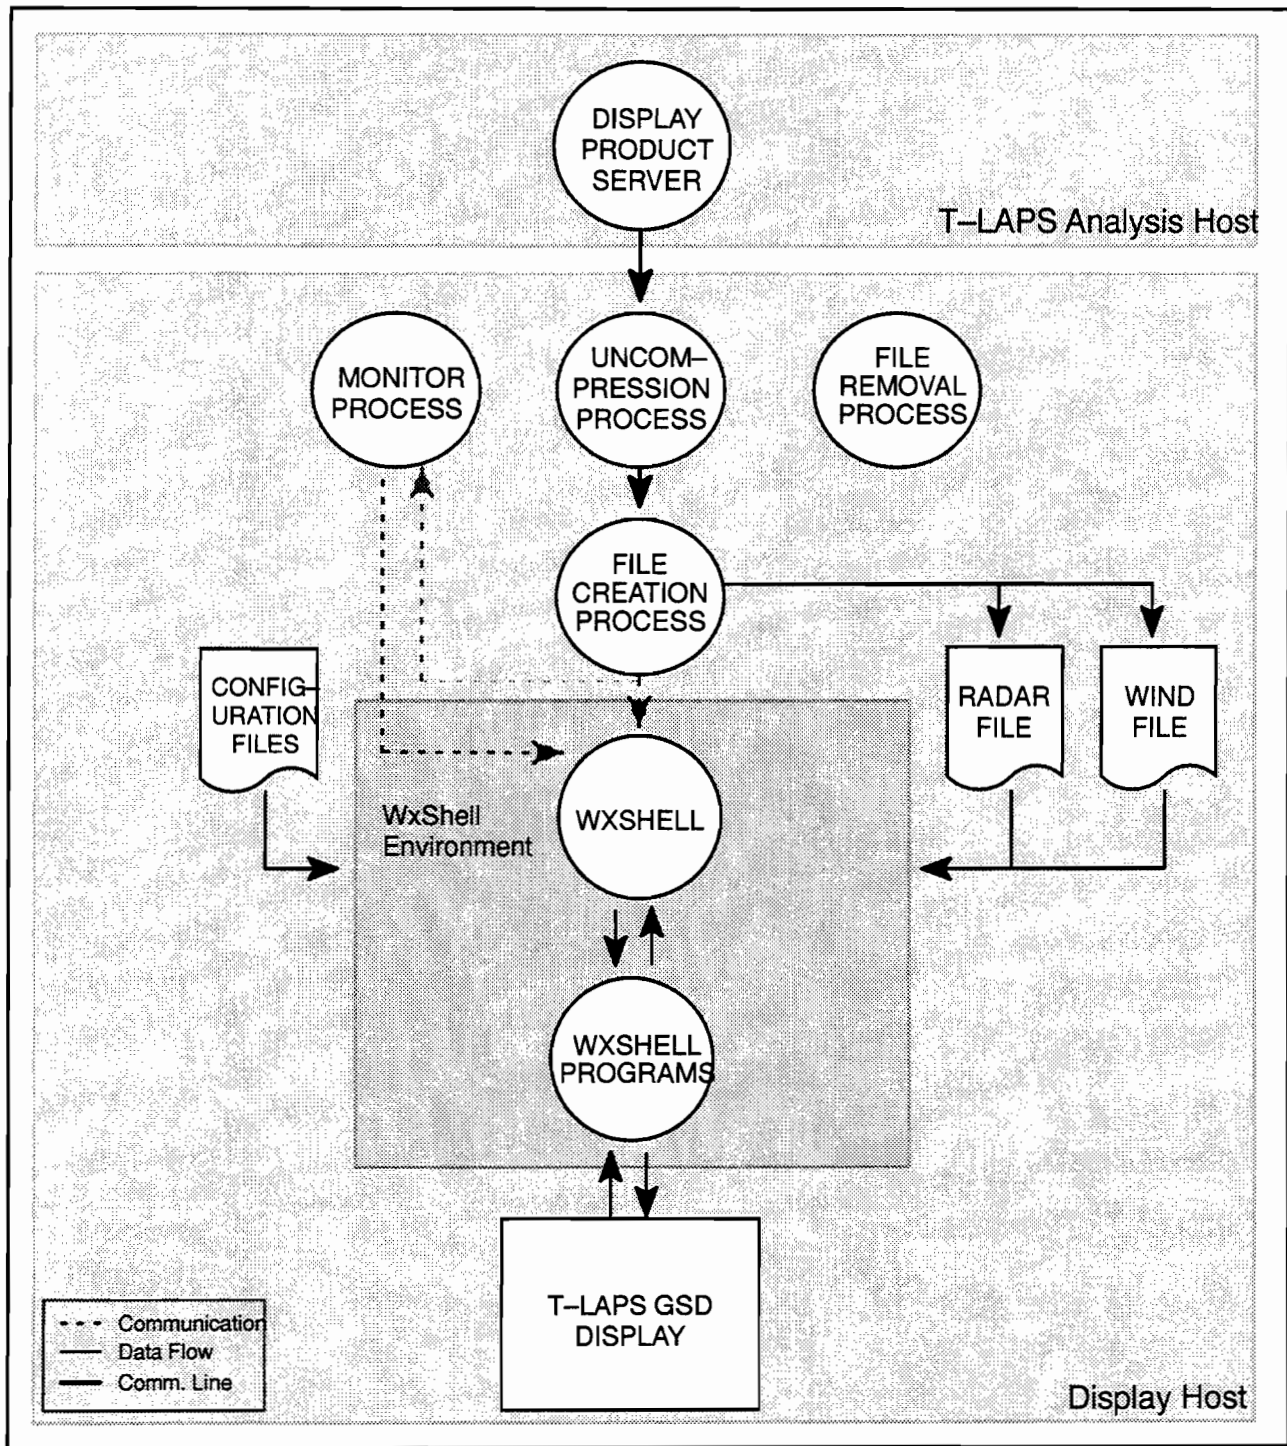 DISPLAY
PRODUCT
SERVER
T–LAPS Analysis Host
MONITOR
PROCESS
UNCOM–
PRESSION
PROCESS
FILE
REMOVAL
PROCESS
FILE
CREATION
PROCESS
CONFIG–
URATION
FILES
RADAR
FILE
WIND
FILE
WxShell
Environment
WXSHELL
WXSHELL
PROGRAMS
T–LAPS GSD
DISPLAY
Communication
Data Flow
Comm. Line
Display Host